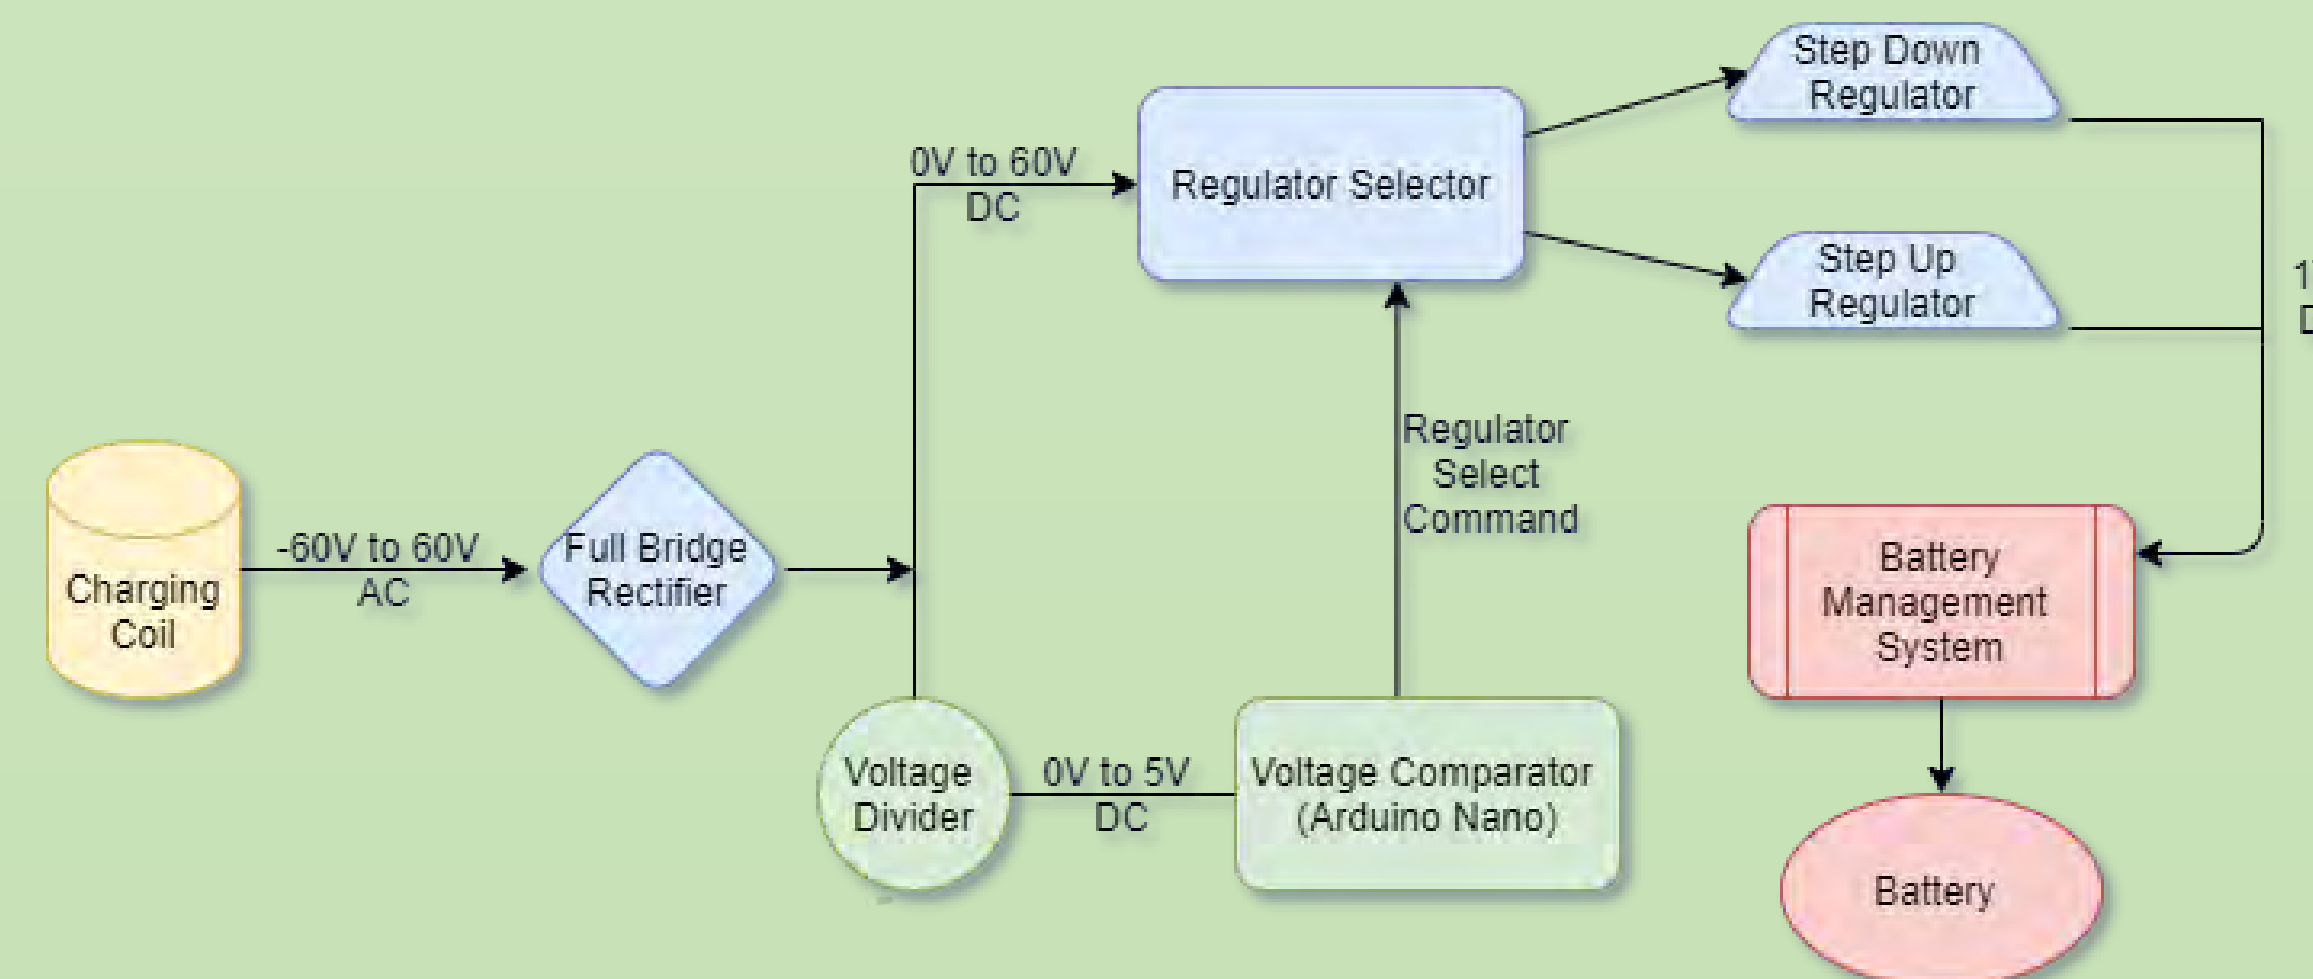 Step Down
Regulator
0V to 60V
DC
Regulator Selector
Step Up
Regulator
Regulator
Select
Command
-60V to 60V
AC
Charging
Coil
Full Bridge
Rectifier
Battery
Management
System
Voltage
Divider
0V to 5V
DC
Voltage Comparator
(Arduino Nano)
Battery